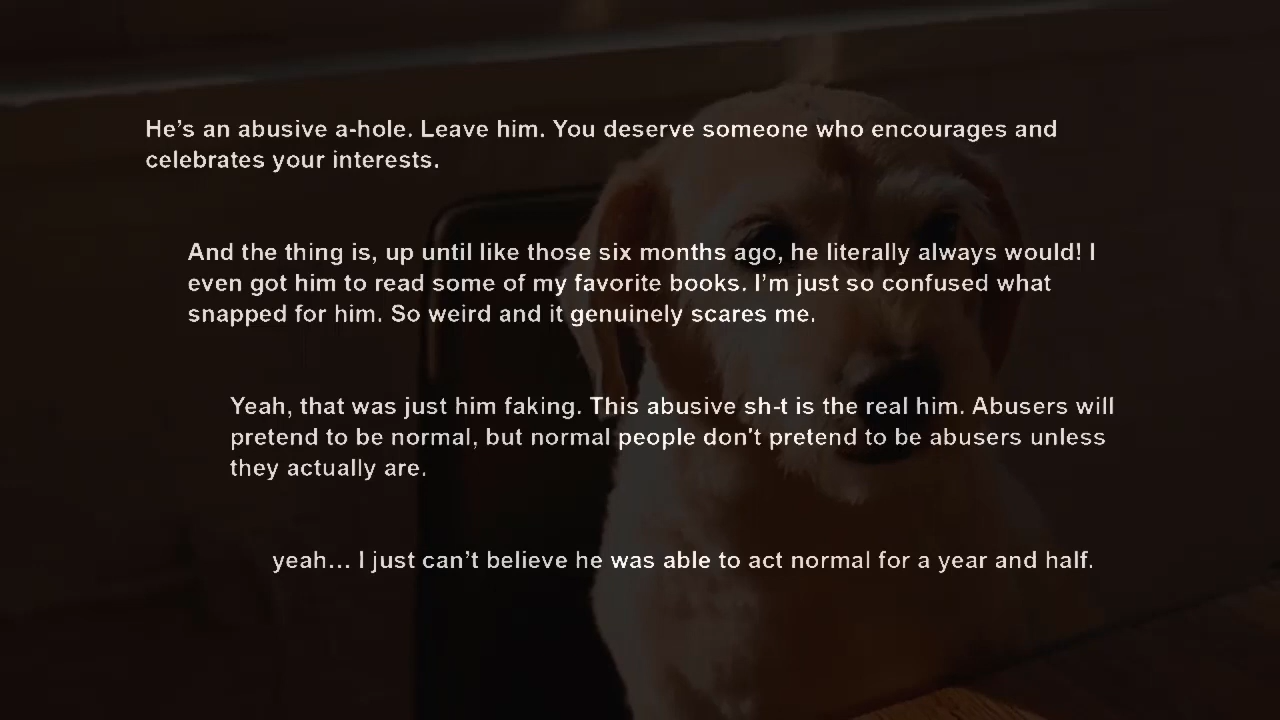 He’s an abusive a-hole. Leave him. You deserve someone who encourages and
celebrates your interests.
And the thing is, up until like those six months ago, he literally always would! I
even got him to read some of my favorite books. I’m just so confused what
snapped for him. So weird and it genuinely scares me.
Yeah, that was just him faking. This abusive sh-t is the real him. Abusers will
pretend to be normal, but normal people don't pretend to be abusers unless
they actually are.
yeah... I just can’t believe he was able to act normal for a year and half.